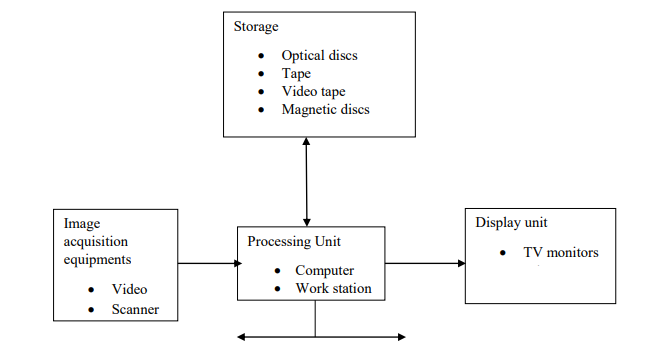 Storage
• Optical discs
• Tape
• Video tape
• Magnetic discs
Image
acquisition
equipments
• Video
• Scanner
Processing Unit
• Computer
• Work station
Display unit
• TV monitors